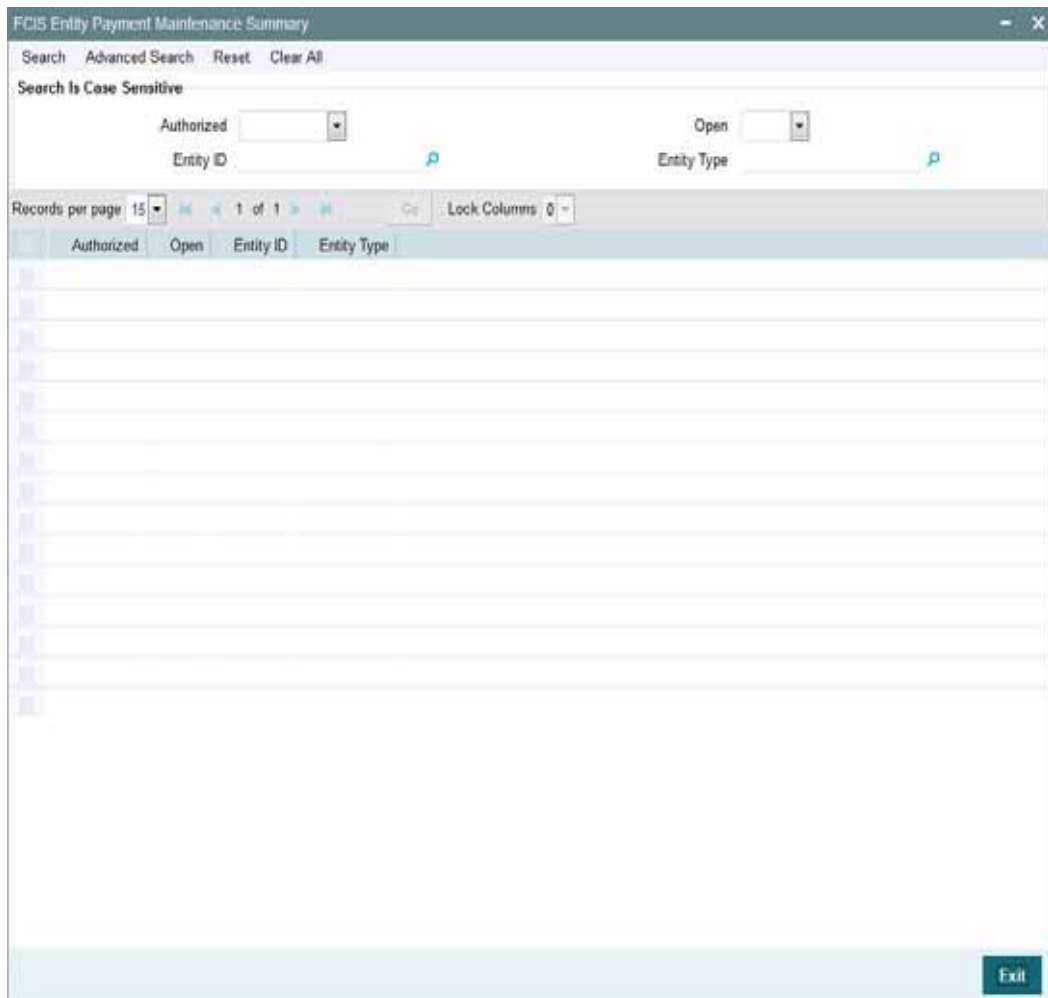 FCIS Entity Payment Maintenance Summary
Search Advanced Search Reset Clear All
Search Is Case Sensitive
Authorized Open
Entity ID Entity Type
Records per page 15 1 of 1 Go Lock Columns 0
Authorized Open Entity ID Entity Type
Exit